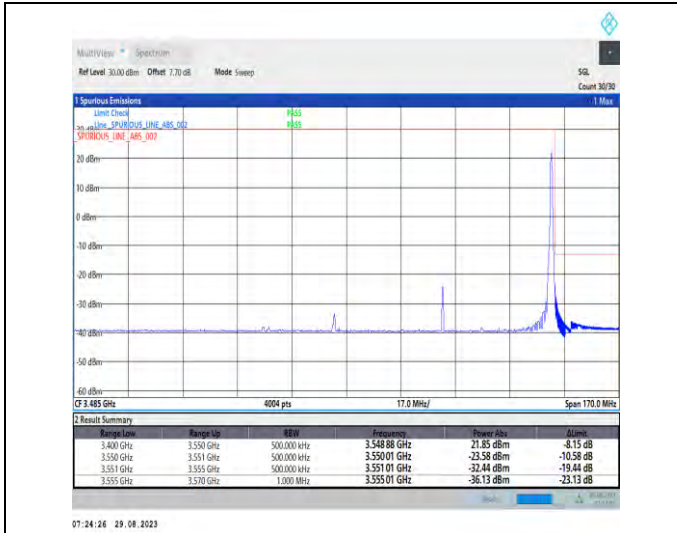 MultiView Spectrum
Ref Level 30.00 dBm Offset 7.70 dB Mode Sweep SGL
Count 30/30
1 Spurious Emissions 1 Max
Limit Check PASS
Line _SPURIOUS_LINE_ABS_002 PASS
_SPURIOUS_LINE_ABS_002
20 dBm
10 dBm
0 dBm
-10 dBm
-20 dBm
-30 dBm
-40 dBm
-50 dBm
-60 dBm
CF 3.485 GHz 4004 pts 17.0 MHz/ Span 170.0 MHz
2 Result Summary
Range Low Range Up RBW Frequency Power Abs ΔLimit
3.400 GHz 3.550 GHz 500.000 kHz 3.548 88 GHz 21.85 dBm -8.15 dB
3.550 GHz 3.551 GHz 500.000 kHz 3.550 01 GHz -23.58 dBm -10.58 dB
3.551 GHz 3.555 GHz 500.000 kHz 3.551 01 GHz -32.44 dBm -19.44 dB
3.555 GHz 3.570 GHz 1.000 MHz 3.555 01 GHz -36.13 dBm -23.13 dB
07:24:26 29.08.2023